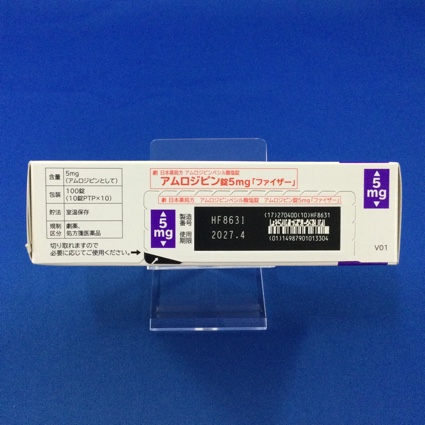 含量 5mg
(アムロジピンとして)
包装 100錠
(10錠PTP×10)
貯法 室温保存
規制区分 劇薬、
処方箋医薬品
切り取れますので
必要に応じてご使用ください。
劇 日本薬局方 アムロジピンベシル酸塩錠
アムロジピン錠5mg「ファイザー」
劇 日本薬局方 アムロジピンベシル酸塩錠 アムロジピン錠5mg「ファイザー」
5
mg
製造番号 HF8631
使用期限 2027.4
(17)270400(10)HF8631
(01)14987901013304
5
mg
V01